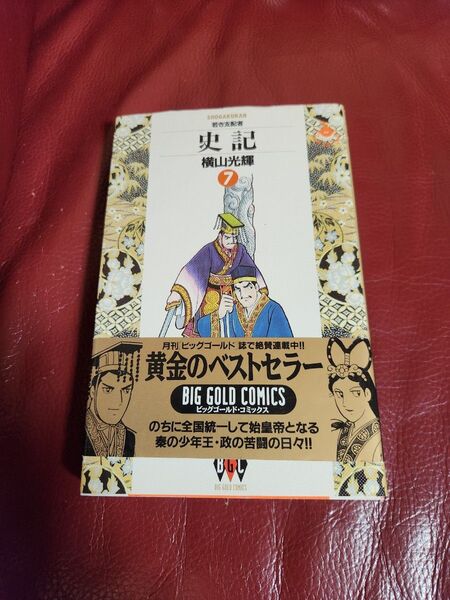 SHOGAKUKAN
若き支配者
史記
横山光輝
7
月刊 ビッグゴールド 誌で絶賛連載中!!
黄金のベストセラー
BIG GOLD COMICS
ビッグゴールド・コミックス
のちに全国統一して始皇帝となる
秦の少年王・政の苦闘の日々!!
BGC
BIG GOLD COMICS